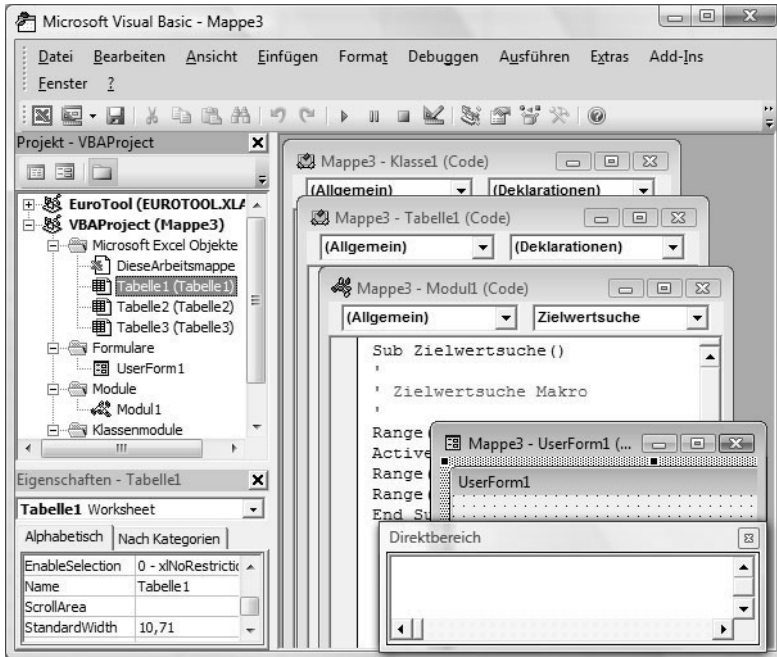 Microsoft Visual Basic - Mappe3
Datei Bearbeiten Ansicht Einfügen Format Debuggen Ausführen Extras Add-Ins
Fenster ?
Projekt - VBAProject
EuroTool (EUROTOOL.XLA
VBAProject (Mappe3)
Microsoft Excel Objekte
DieseArbeitsmappe
Tabelle1 (Tabelle1)
Tabelle2 (Tabelle2)
Tabelle3 (Tabelle3)
Formulare
UserForm1
Module
Modul1
Klassenmodule
Eigenschaften - Tabelle1
Tabelle1 Worksheet
Alphabetisch Nach Kategorien
EnableSelection 0 - xlNoRestrictic
Name Tabelle1
ScrollArea
StandardWidth 10,71
Mappe3 - Klasse1 (Code)
(Allgemein) (Deklarationen)
Mappe3 - Tabelle1 (Code)
(Allgemein) (Deklarationen)
Mappe3 - Modul1 (Code)
(Allgemein) Zielwertsuche
Sub Zielwertsuche()
'
' Zielwertsuche Makro
'
Range(
Active
Range(
Range(
End Su
Mappe3 - UserForm1 (...
UserForm1
Direktbereich